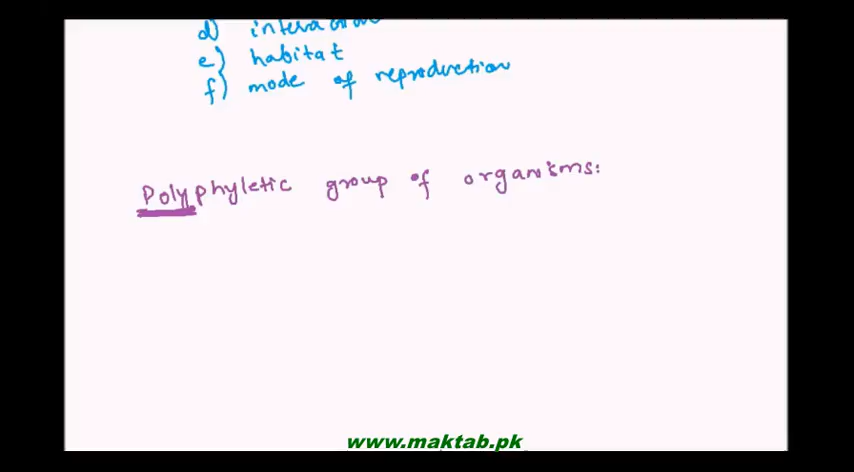 d)
e) habitat
f) mode of reproduction
Polyphyletic group of organisms:
www.maktab.pk